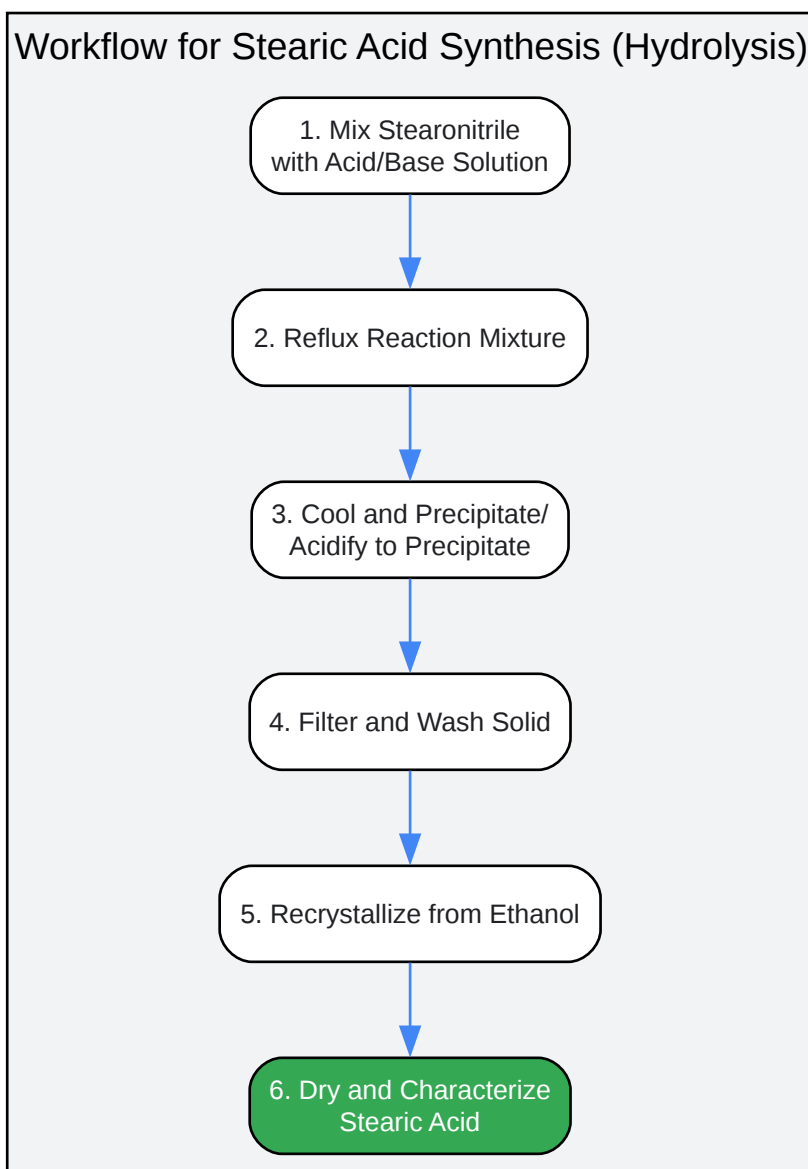 Workflow for Stearic Acid Synthesis (Hydrolysis)
1. Mix Stearonitrile
with Acid/Base Solution
2. Reflux Reaction Mixture
3. Cool and Precipitate/
Acidify to Precipitate
4. Filter and Wash Solid
5. Recrystallize from Ethanol
6. Dry and Characterize
Stearic Acid